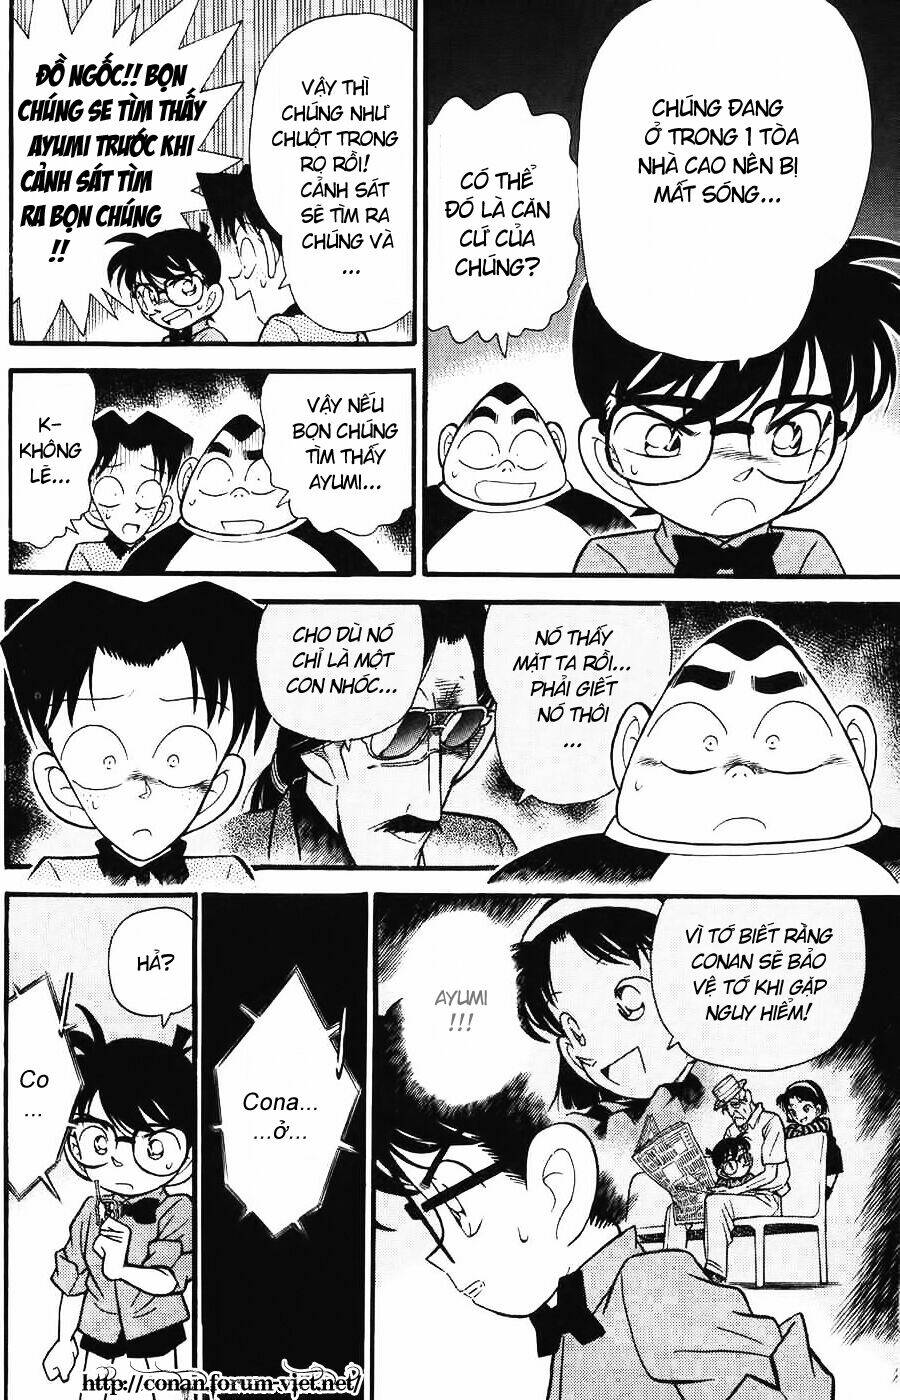 CHÚNG ĐANG
Ở TRONG 1 TÒA
NHÀ CAO NÊN BỊ
MẤT SÓNG...
CÓ THỂ
ĐÓ LÀ CĂN
CỨ CỦA
CHÚNG?
VẬY THÌ
CHÚNG NHƯ
CHUỘT TRONG
RỌ RỒI!
CẢNH SÁT
SẼ TÌM RA
CHÚNG VÀ
...
ĐỒ NGỐC!! BỌN
CHÚNG SẼ TÌM THẤY
AYUMI TRƯỚC KHI
CẢNH SÁT TÌM
RA BỌN CHÚNG
!!
VẬY NẾU
BỌN CHÚNG
TÌM THẤY
AYUMI...
K-
KHÔNG
LẼ...
NÓ THẤY
MẶT TA RỒI...
PHẢI GIẾT
NÓ THÔI
...
CHO DÙ NÓ
CHỈ LÀ MỘT
CON NHÓC...
VÌ TỚ BIẾT RẰNG
CONAN SẼ BẢO
VỆ TỚ KHI GẶP
NGUY HIỂM!
AYUMI
!!!
Cona...
...ở...
HẢ?
Co
...
http://conan.forum-viet.net/